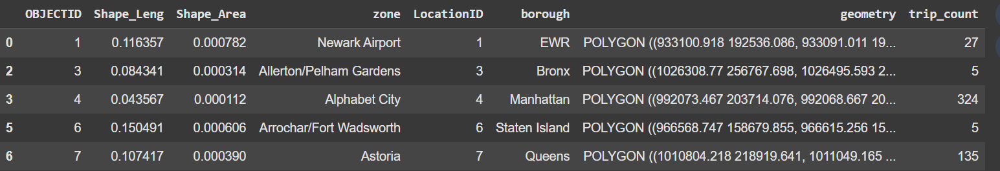 OBJECTID Shape_Leng Shape_Area zone LocationID borough geometry trip_count
0 1 0.116357 0.000782 Newark Airport 1 EWR POLYGON ((933100.918 192536.086, 933091.011 19... 27
2 3 0.084341 0.000314 Allerton/Pelham Gardens 3 Bronx POLYGON ((1026308.77 256767.698, 1026495.593 2... 5
3 4 0.043567 0.000112 Alphabet City 4 Manhattan POLYGON ((992073.467 203714.076, 992068.667 20... 324
5 6 0.150491 0.000606 Arrochar/Fort Wadsworth 6 Staten Island POLYGON ((966568.747 158679.855, 966615.256 15... 5
6 7 0.107417 0.000390 Astoria 7 Queens POLYGON ((1010804.218 218919.641, 1011049.165 ... 135